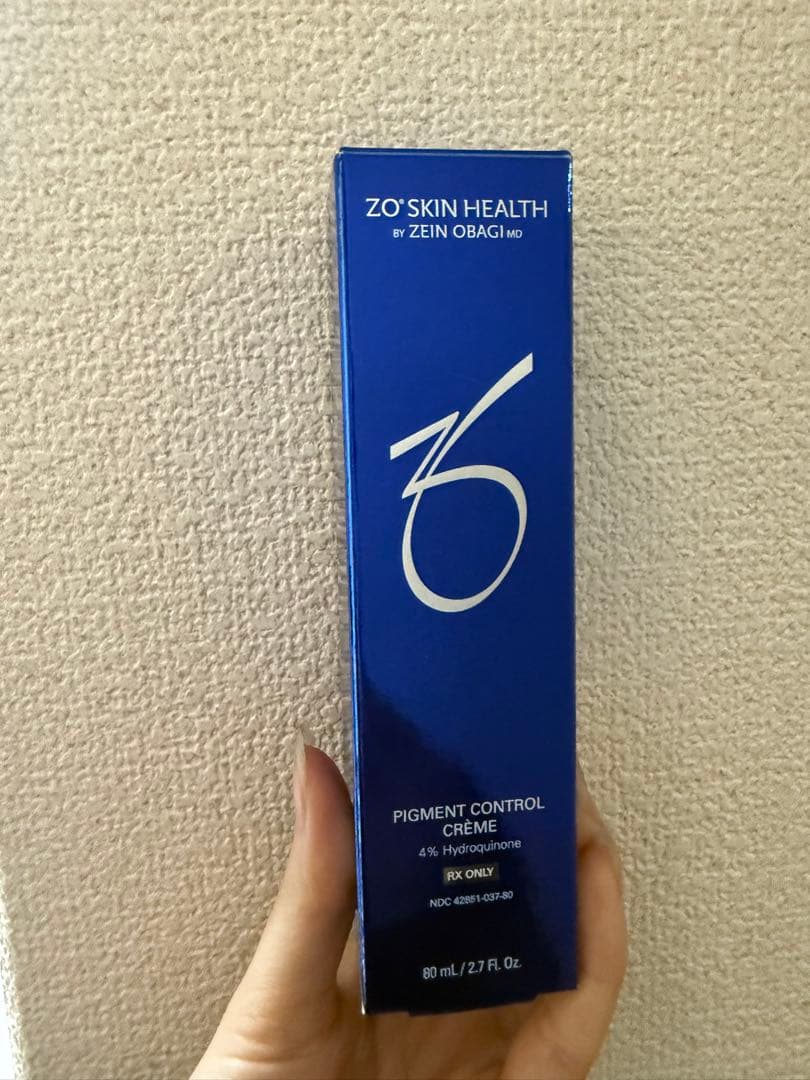 ZO® SKIN HEALTH
BY ZEIN OBAGI MD
PIGMENT CONTROL
CRÈME
4% Hydroquinone
RX ONLY
NDC 42851-037-80
80 mL / 2.7 Fl. Oz.